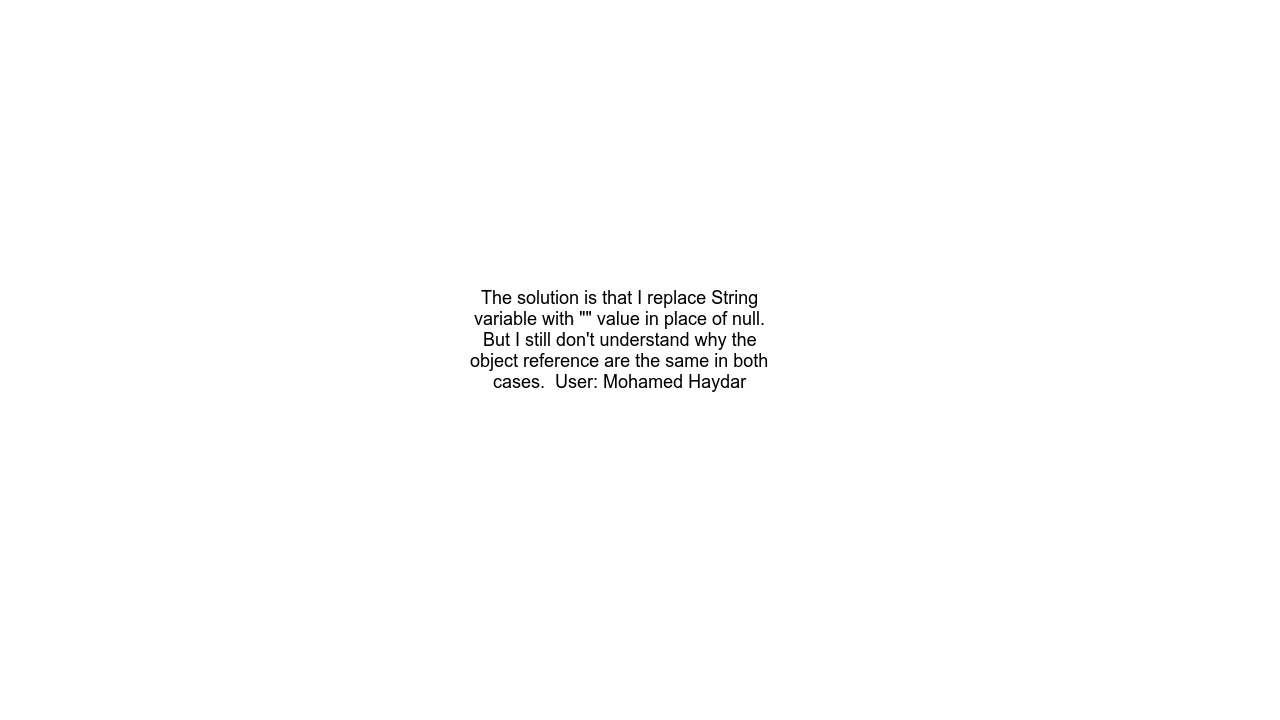 The solution is that I replace String
variable with "" value in place of null.
But I still don't understand why the
object reference are the same in both
cases.  User: Mohamed Haydar